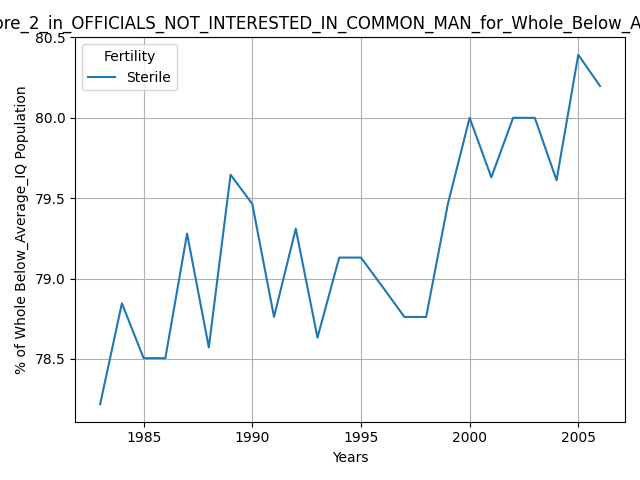 ore_2_in_OFFICIALS_NOT_INTERESTED_IN_COMMON_MAN_for_Whole_Below_A
Fertility
Sterile
% of Whole Below_Average_IQ Population
80.5
80.0
79.5
79.0
78.5
1985 1990 1995 2000 2005
Years